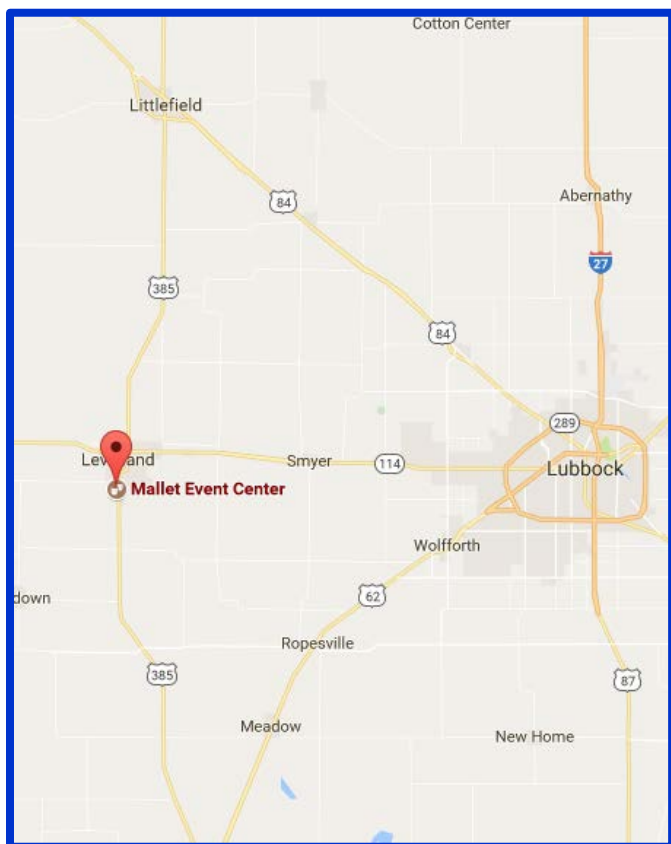 Cotton Center
Littlefield
84
Abernathy
27
385
84
289
Levelland
Smyer
114
Lubbock
Mallet Event Center
Wolfforth
62
down
Ropesville
385
87
Meadow
New Home